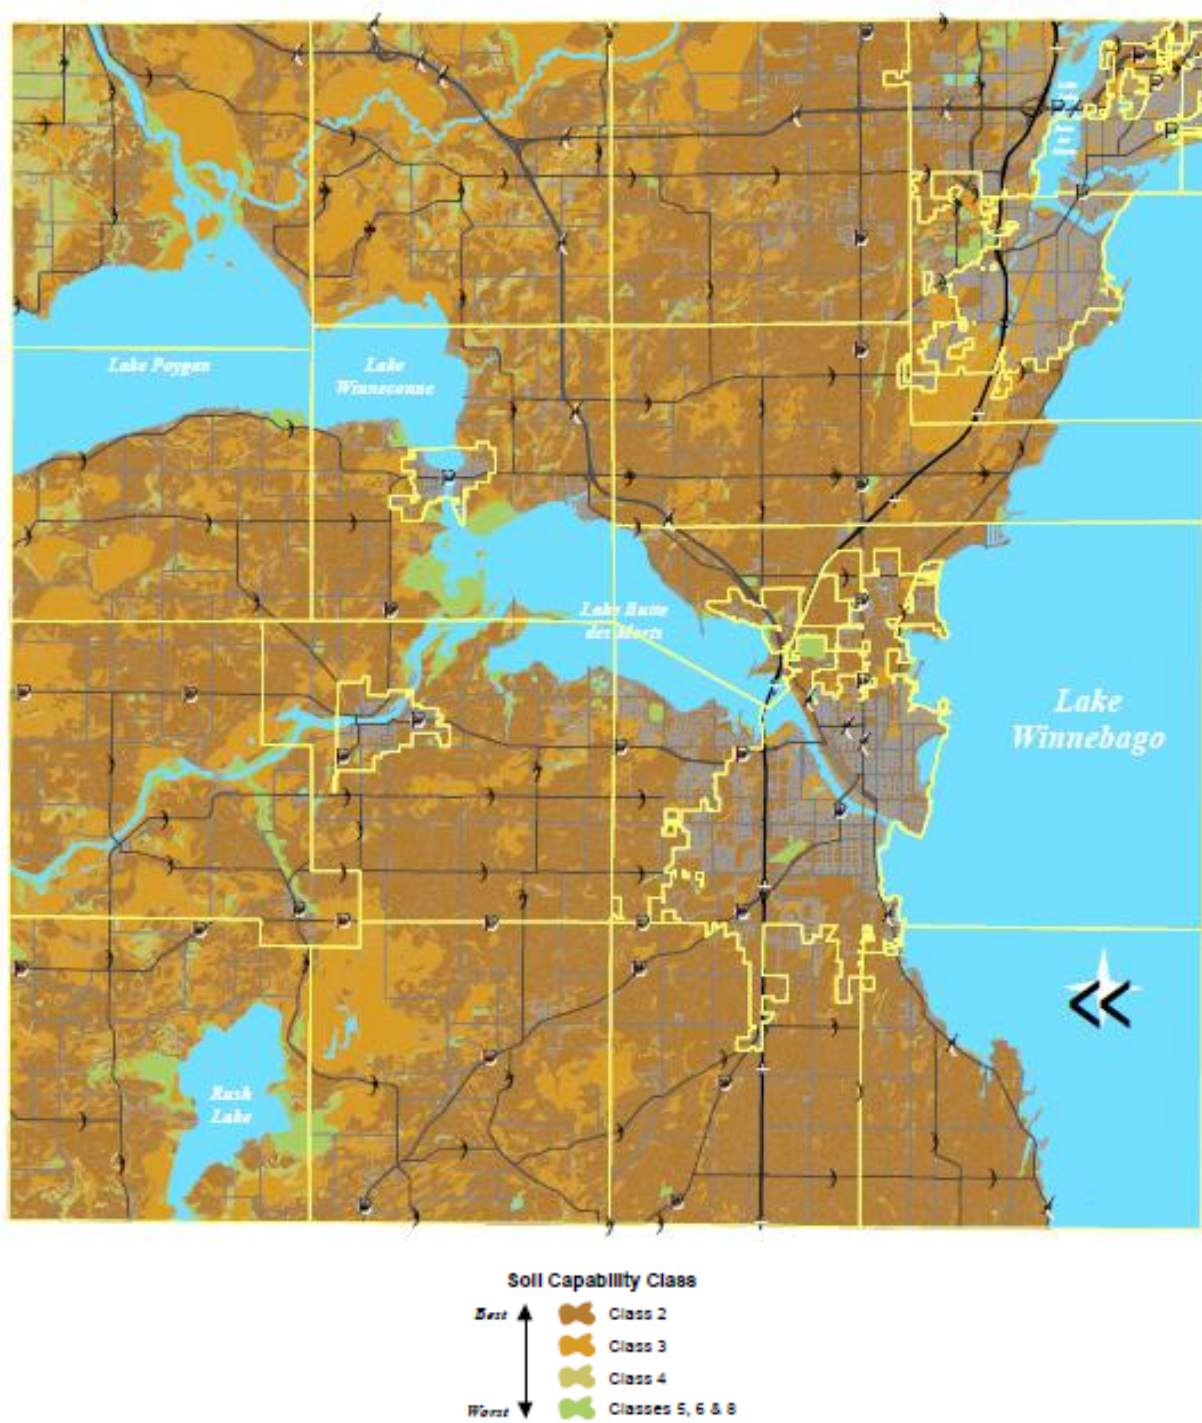 Lake Poygan
Lake
Winneconne
Lake Butte
des Morts
Lake
Winnebago
Rush
Lake
Soil Capability Class
Best
Class 2
Class 3
Class 4
Worst
Classes 5, 6 & 8